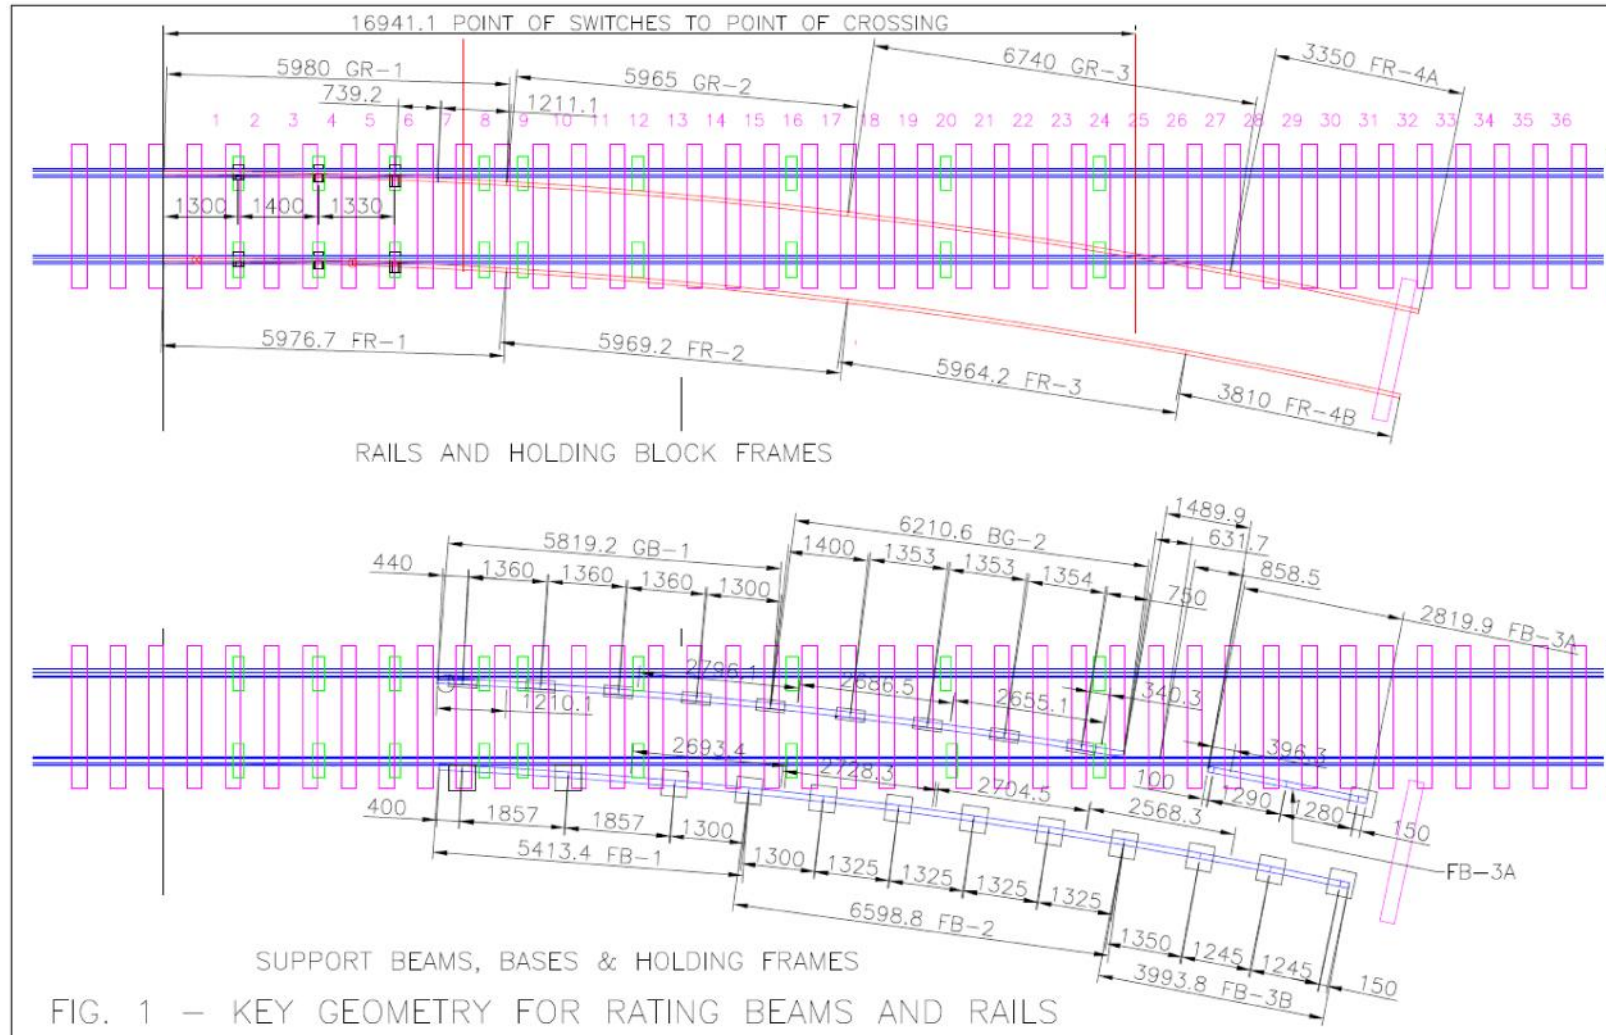 16941.1 POINT OF SWITCHES TO POINT OF CROSSING
5980 GR-1
5965 GR-2
6740 GR-3
3350 FR-4A
739.2
1211.1
1 2 3 4 5 6 7 8 9 10 11 12 13 14 15 16 17 18 19 20 21 22 23 24 25 26 27 28 29 30 31 32 33 34 35 36
1300
1400
1330
5976.7 FR-1
5969.2 FR-2
5964.2 FR-3
3810 FR-4B
RAILS AND HOLDING BLOCK FRAMES
5819.2 GB-1
6210.6 BG-2
1489.9
631.7
858.5
440
1360
1360
1360
1300
1400
1353
1353
1354
750
2819.9 FB-3A
2796.1
2686.5
2655.1
340.3
1210.1
2693.4
2728.3
2704.5
2568.3
396.3
100
1290
1280
150
400
1857
1857
1300
1300
1325
1325
1325
1325
5413.4 FB-1
6598.8 FB-2
FB-3A
1350
1245
1245
150
3993.8 FB-3B
SUPPORT BEAMS, BASES & HOLDING FRAMES
FIG. 1 – KEY GEOMETRY FOR RATING BEAMS AND RAILS